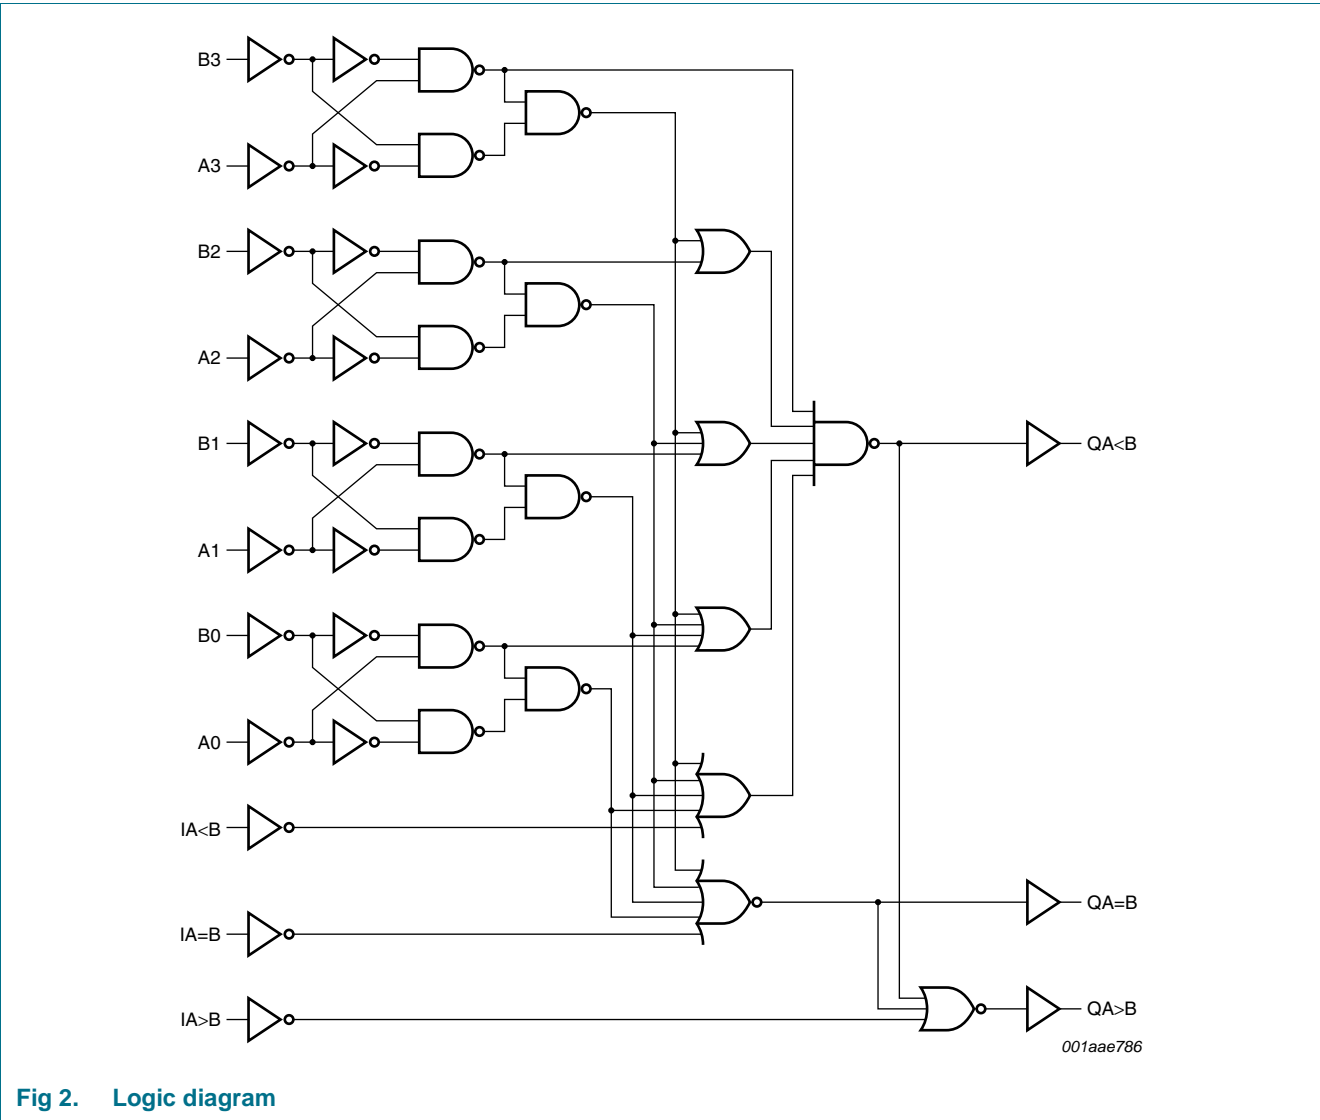 B3
A3
B2
A2
B1
QA<B
A1
B0
A0
IA<B
QA=B
IA=B
QA>B
IA>B
001aae786
Fig 2. Logic diagram